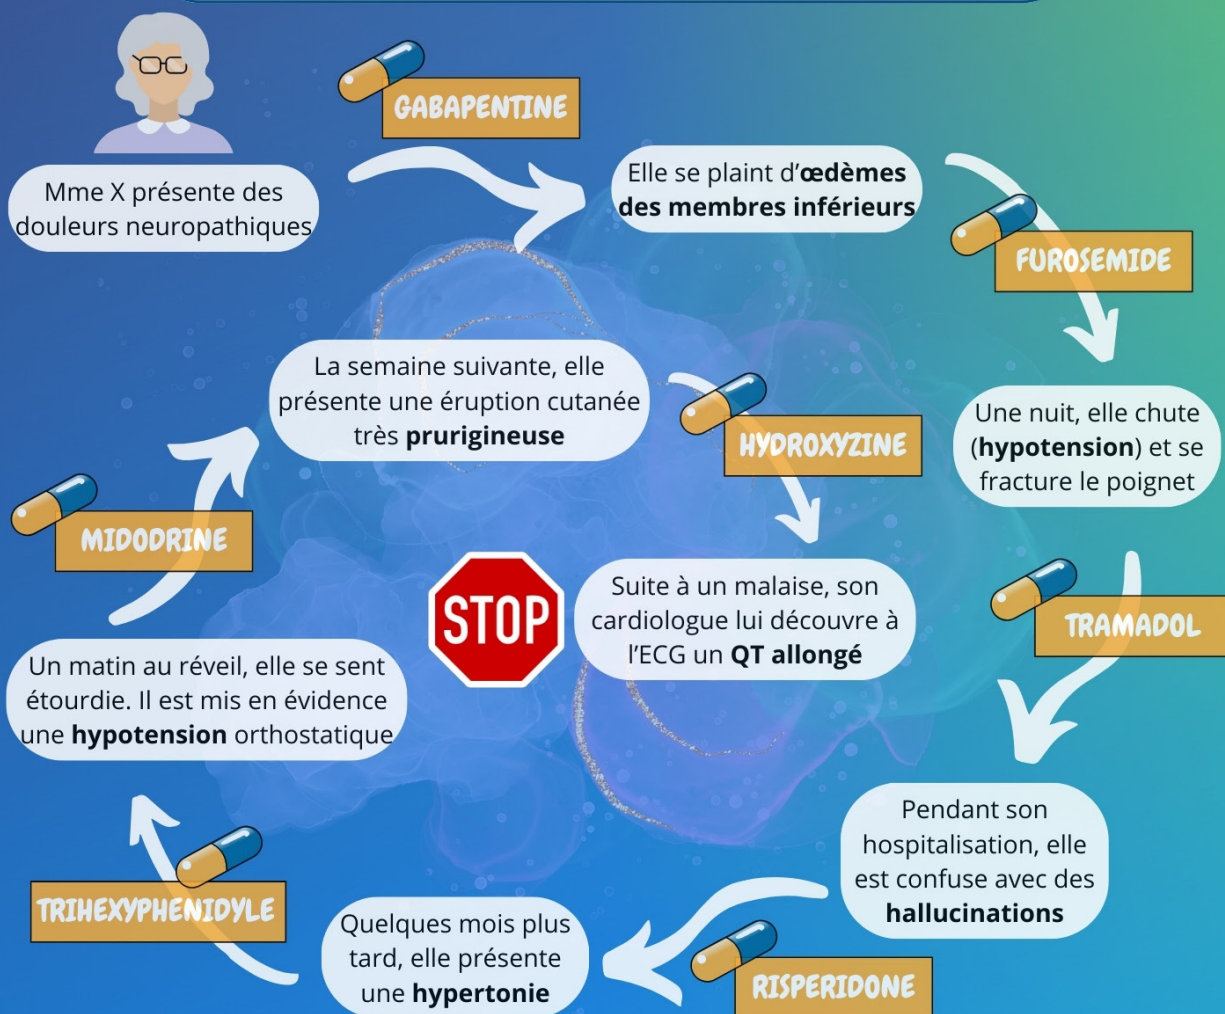 Mme X présente des
douleurs neuropathiques
GABAPENTINE
Elle se plaint d'œdèmes
des membres inférieurs
FUROSEMIDE
Une nuit, elle chute
(hypotension) et se
fracture le poignet
TRAMADOL
Pendant son
hospitalisation, elle
est confuse avec des
hallucinations
RISPERIDONE
Quelques mois plus
tard, elle présente
une hypertonie
TRIHEXYPHENIDYLE
Un matin au réveil, elle se sent
étourdie. Il est mis en évidence
une hypotension orthostatique
MIDODRINE
La semaine suivante, elle
présente une éruption cutanée
très prurigineuse
HYDROXYZINE
Suite à un malaise, son
cardiologue lui découvre à
l'ECG un QT allongé
STOP